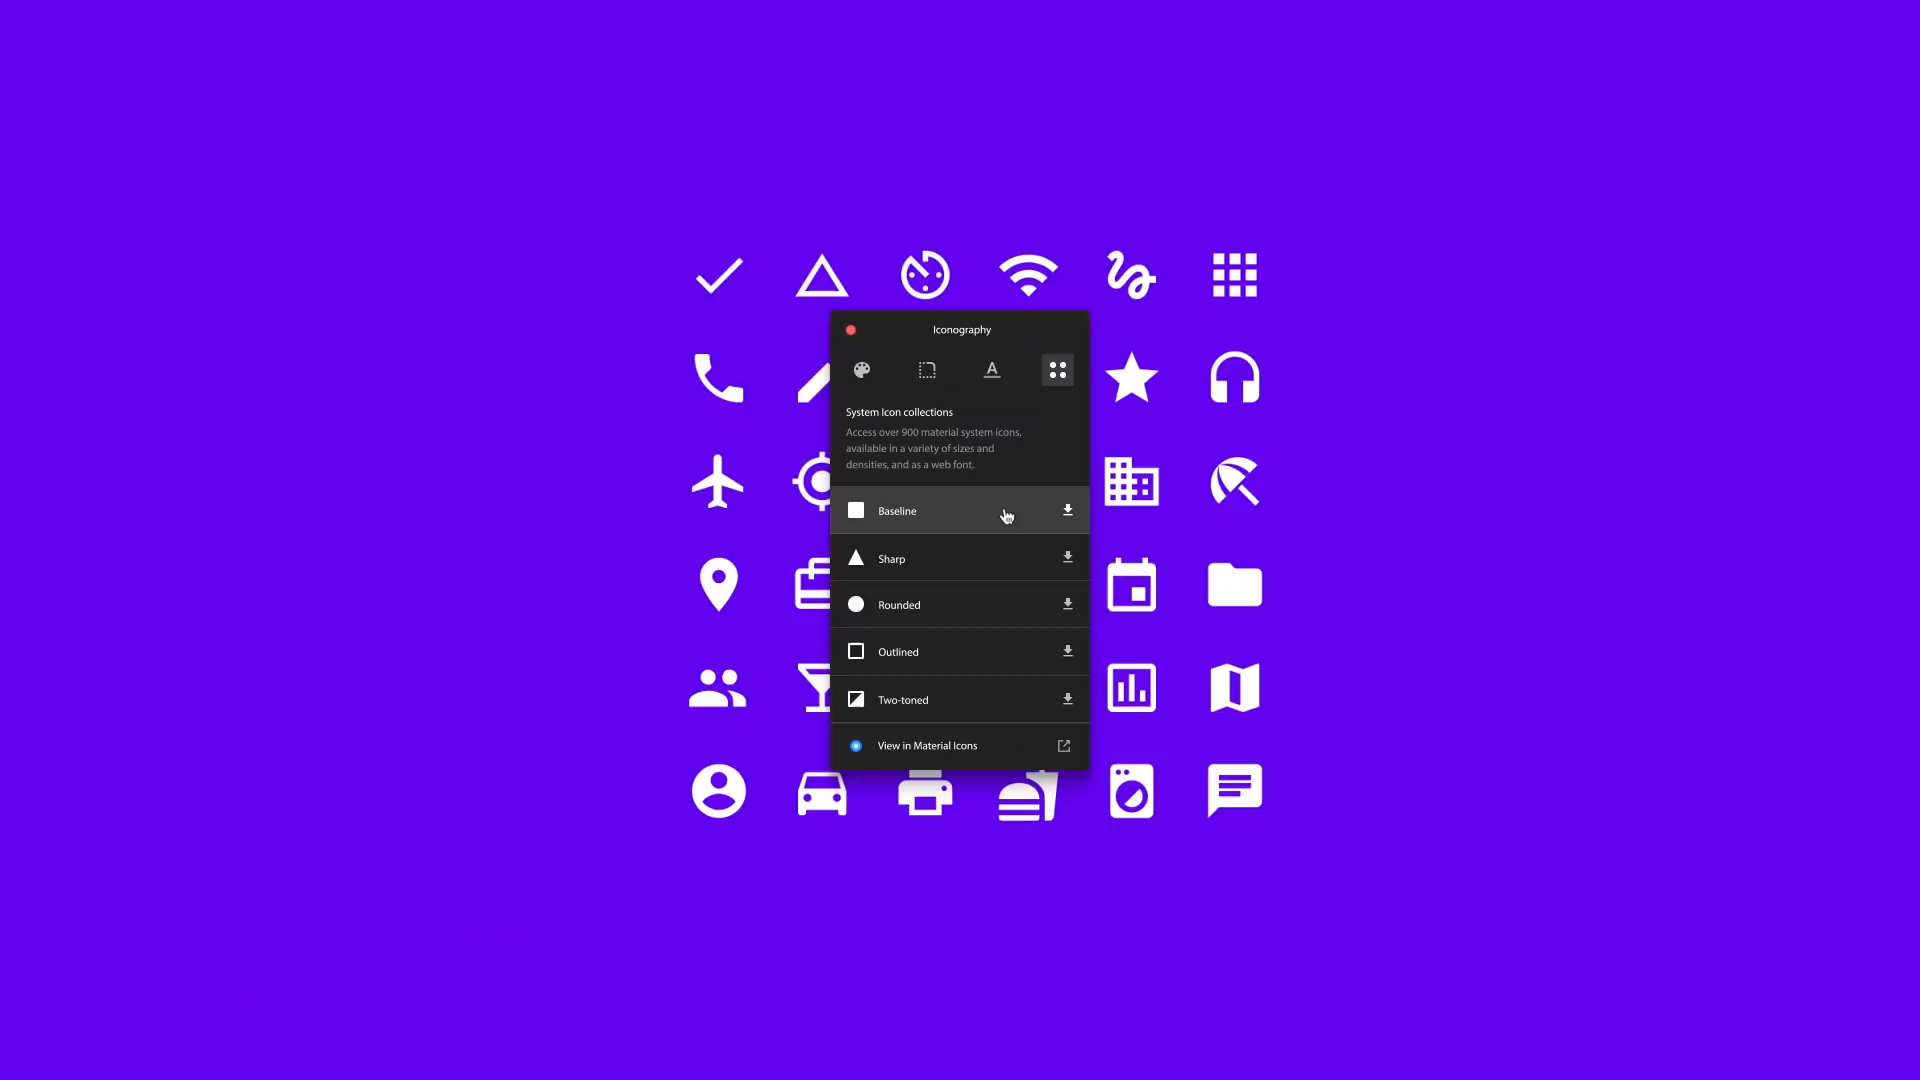 Iconography
System Icon collections
Access over 900 material system icons,
available in a variety of sizes and
densities, and as a web font.
Baseline
Sharp
Rounded
Outlined
Two-toned
View in Material Icons